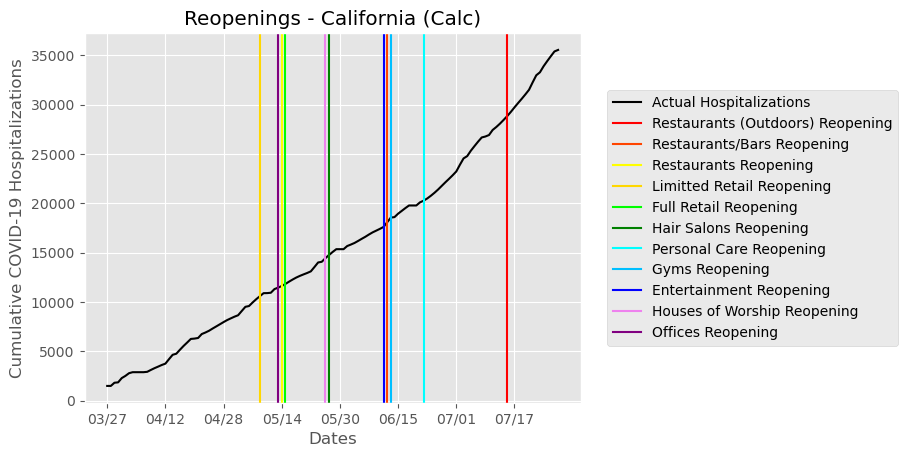 Reopenings - California (Calc)
Cumulative COVID-19 Hospitalizations
35000
30000
25000
20000
15000
10000
5000
0
03/27 04/12 04/28 05/14 05/30 06/15 07/01 07/17
Dates
Actual Hospitalizations
Restaurants (Outdoors) Reopening
Restaurants/Bars Reopening
Restaurants Reopening
Limitted Retail Reopening
Full Retail Reopening
Hair Salons Reopening
Personal Care Reopening
Gyms Reopening
Entertainment Reopening
Houses of Worship Reopening
Offices Reopening